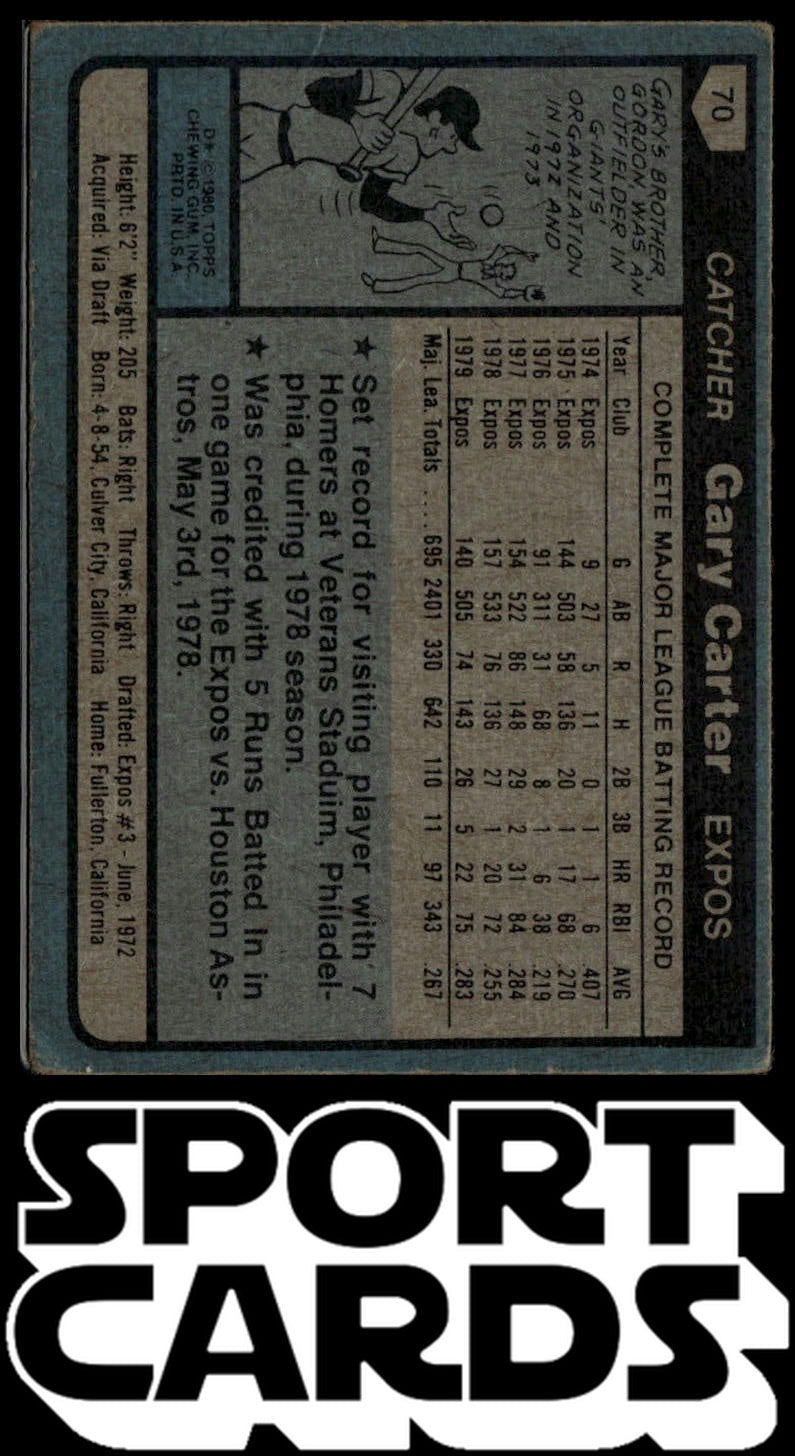 70 CATCHER Gary Carter EXPOS
GARY'S BROTHER,
GORDON, WAS AN
OUTFIELDER IN
GIANTS'
ORGANIZATION
IN 1972 AND
1973
D* © 1980, TOPPS
CHEWING GUM, INC.
PRTD. IN U.S.A.
COMPLETE MAJOR LEAGUE BATTING RECORD
Year Club G AB R H 2B 3B HR RBI AVG
1974 Expos 9 27 5 11 0 1 1 6 .407
1975 Expos 144 503 58 136 20 1 17 68 .270
1976 Expos 91 311 31 68 8 1 6 38 .219
1977 Expos 154 522 86 148 29 2 31 84 .284
1978 Expos 157 533 76 136 27 1 20 72 .255
1979 Expos 140 505 74 143 26 5 22 75 .283
Maj. Lea. Totals .... 695 2401 330 642 110 11 97 343 .267
★ Set record for visiting player with 7
Homers at Veterans Staduim, Philadel-
phia, during 1978 season.
★ Was credited with 5 Runs Batted In in
one game for the Expos vs. Houston As-
tros, May 3rd, 1978.
Height: 6'2" Weight: 205 Bats: Right Throws: Right Drafted: Expos #3 - June, 1972
Acquired: Via Draft Born: 4-8-54, Culver City, California Home: Fullerton, California
SPORT
CARDS